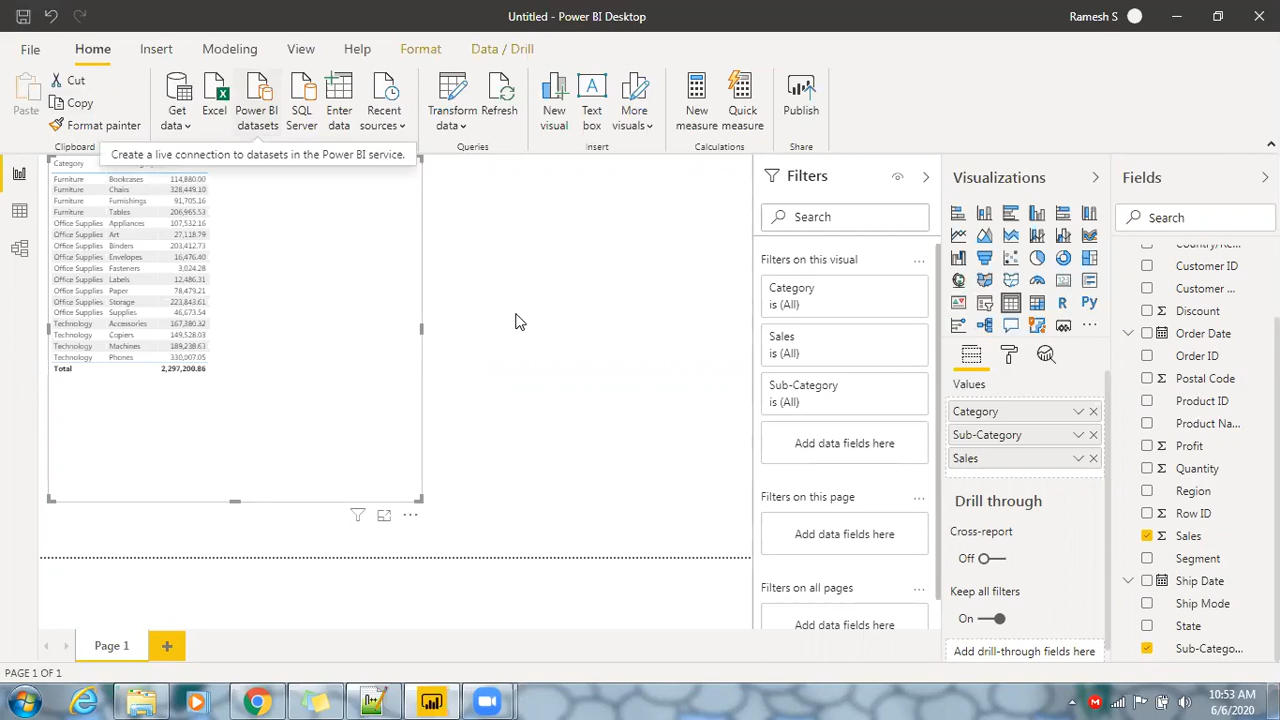 Untitled - Power BI Desktop
Ramesh S
File Home Insert Modeling View Help Format Data / Drill
Paste
Cut
Copy
Format painter
Get data
Excel
Power BI datasets
SQL Server
Enter data
Recent sources
Transform data
Refresh
New visual
Text box
More visuals
New measure
Quick measure
Publish
Clipboard
Queries
Insert
Calculations
Share
Create a live connection to datasets in the Power BI service.
Category
Furniture Bookcases 114,880.00
Furniture Chairs 328,449.10
Furniture Furnishings 91,705.16
Furniture Tables 206,965.53
Office Supplies Appliances 107,532.16
Office Supplies Art 27,118.79
Office Supplies Binders 203,412.73
Office Supplies Envelopes 16,476.40
Office Supplies Fasteners 3,024.28
Office Supplies Labels 12,486.31
Office Supplies Paper 78,479.21
Office Supplies Storage 223,843.61
Office Supplies Supplies 46,673.54
Technology Accessories 167,380.32
Technology Copiers 149,528.03
Technology Machines 189,238.63
Technology Phones 330,007.05
Total 2,297,200.86
Filters
Search
Filters on this visual ...
Category
is (All)
Sales
is (All)
Sub-Category
is (All)
Add data fields here
Filters on this page ...
Add data fields here
Filters on all pages ...
Add data fields here
Visualizations
R Py
Values
Category
Sub-Category
Sales
Drill through
Cross-report
Off
Keep all filters
On
Add drill-through fields here
Fields
Search
Country/Re...
Customer ID
Customer ...
Discount
Order Date
Order ID
Postal Code
Product ID
Product Na...
Profit
Quantity
Region
Row ID
Sales
Segment
Ship Date
Ship Mode
State
Sub-Catego...
Page 1
PAGE 1 OF 1
10:53 AM
6/6/2020